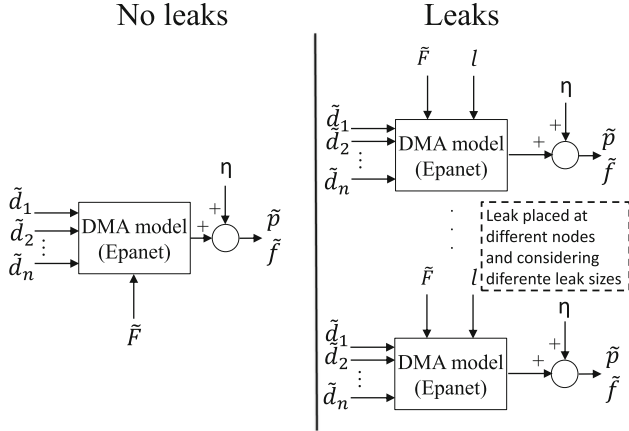 No leaks
Leaks
d̃₁
d̃₂
⋮
d̃ₙ
DMA model
(Epanet)
F̃
+
+
η
p̃
f̃
F̃
l
d̃₁
d̃₂
⋮
d̃ₙ
DMA model
(Epanet)
+
+
η
p̃
f̃
Leak placed at
different nodes
and considering
diferente leak sizes
F̃
l
d̃₁
d̃₂
⋮
d̃ₙ
DMA model
(Epanet)
+
+
η
p̃
f̃